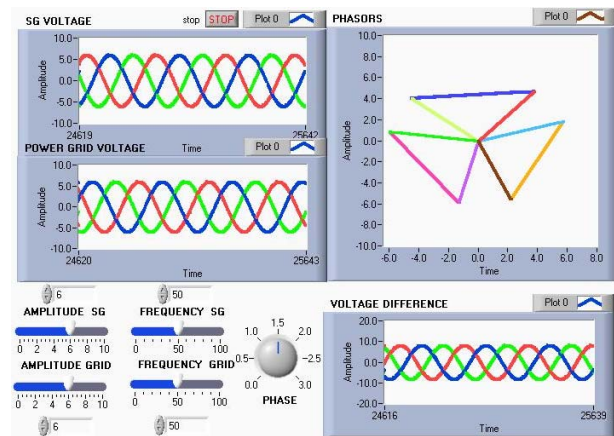 SG VOLTAGE
stop STOP Plot 0
Amplitude
10.0
5.0
0.0
-5.0
-10.0
24619 25642
Time
POWER GRID VOLTAGE Plot 0
Amplitude
10.0
5.0
0.0
-5.0
-10.0
24620 25643
Time
PHASORS Plot 0
Amplitude
10.0
8.0
6.0
4.0
2.0
0.0
-2.0
-4.0
-6.0
-8.0
-10.0
-6.0 -4.0 -2.0 0.0 2.0 4.0 6.0 8.0
Time
6
AMPLITUDE SG
0 2 4 6 8 10
AMPLITUDE GRID
0 2 4 6 8 10
6
50
FREQUENCY SG
0 50 100
FREQUENCY GRID
0 50 100
50
0.0 0.5 1.0 1.5 2.0 2.5 3.0
PHASE
VOLTAGE DIFFERENCE Plot 0
Amplitude
20.0
10.0
0.0
-10.0
-20.0
24616 25639
Time